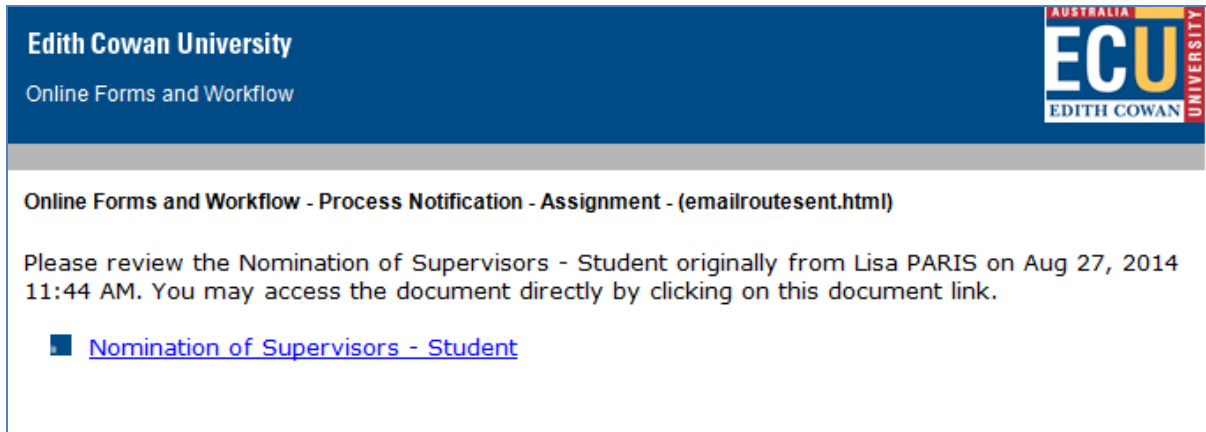 Edith Cowan University
Online Forms and Workflow
AUSTRALIA
ECU
EDITH COWAN
UNIVERSITY
Online Forms and Workflow - Process Notification - Assignment - (emailroutesent.html)
Please review the Nomination of Supervisors - Student originally from Lisa PARIS on Aug 27, 2014
11:44 AM. You may access the document directly by clicking on this document link.
Nomination of Supervisors - Student